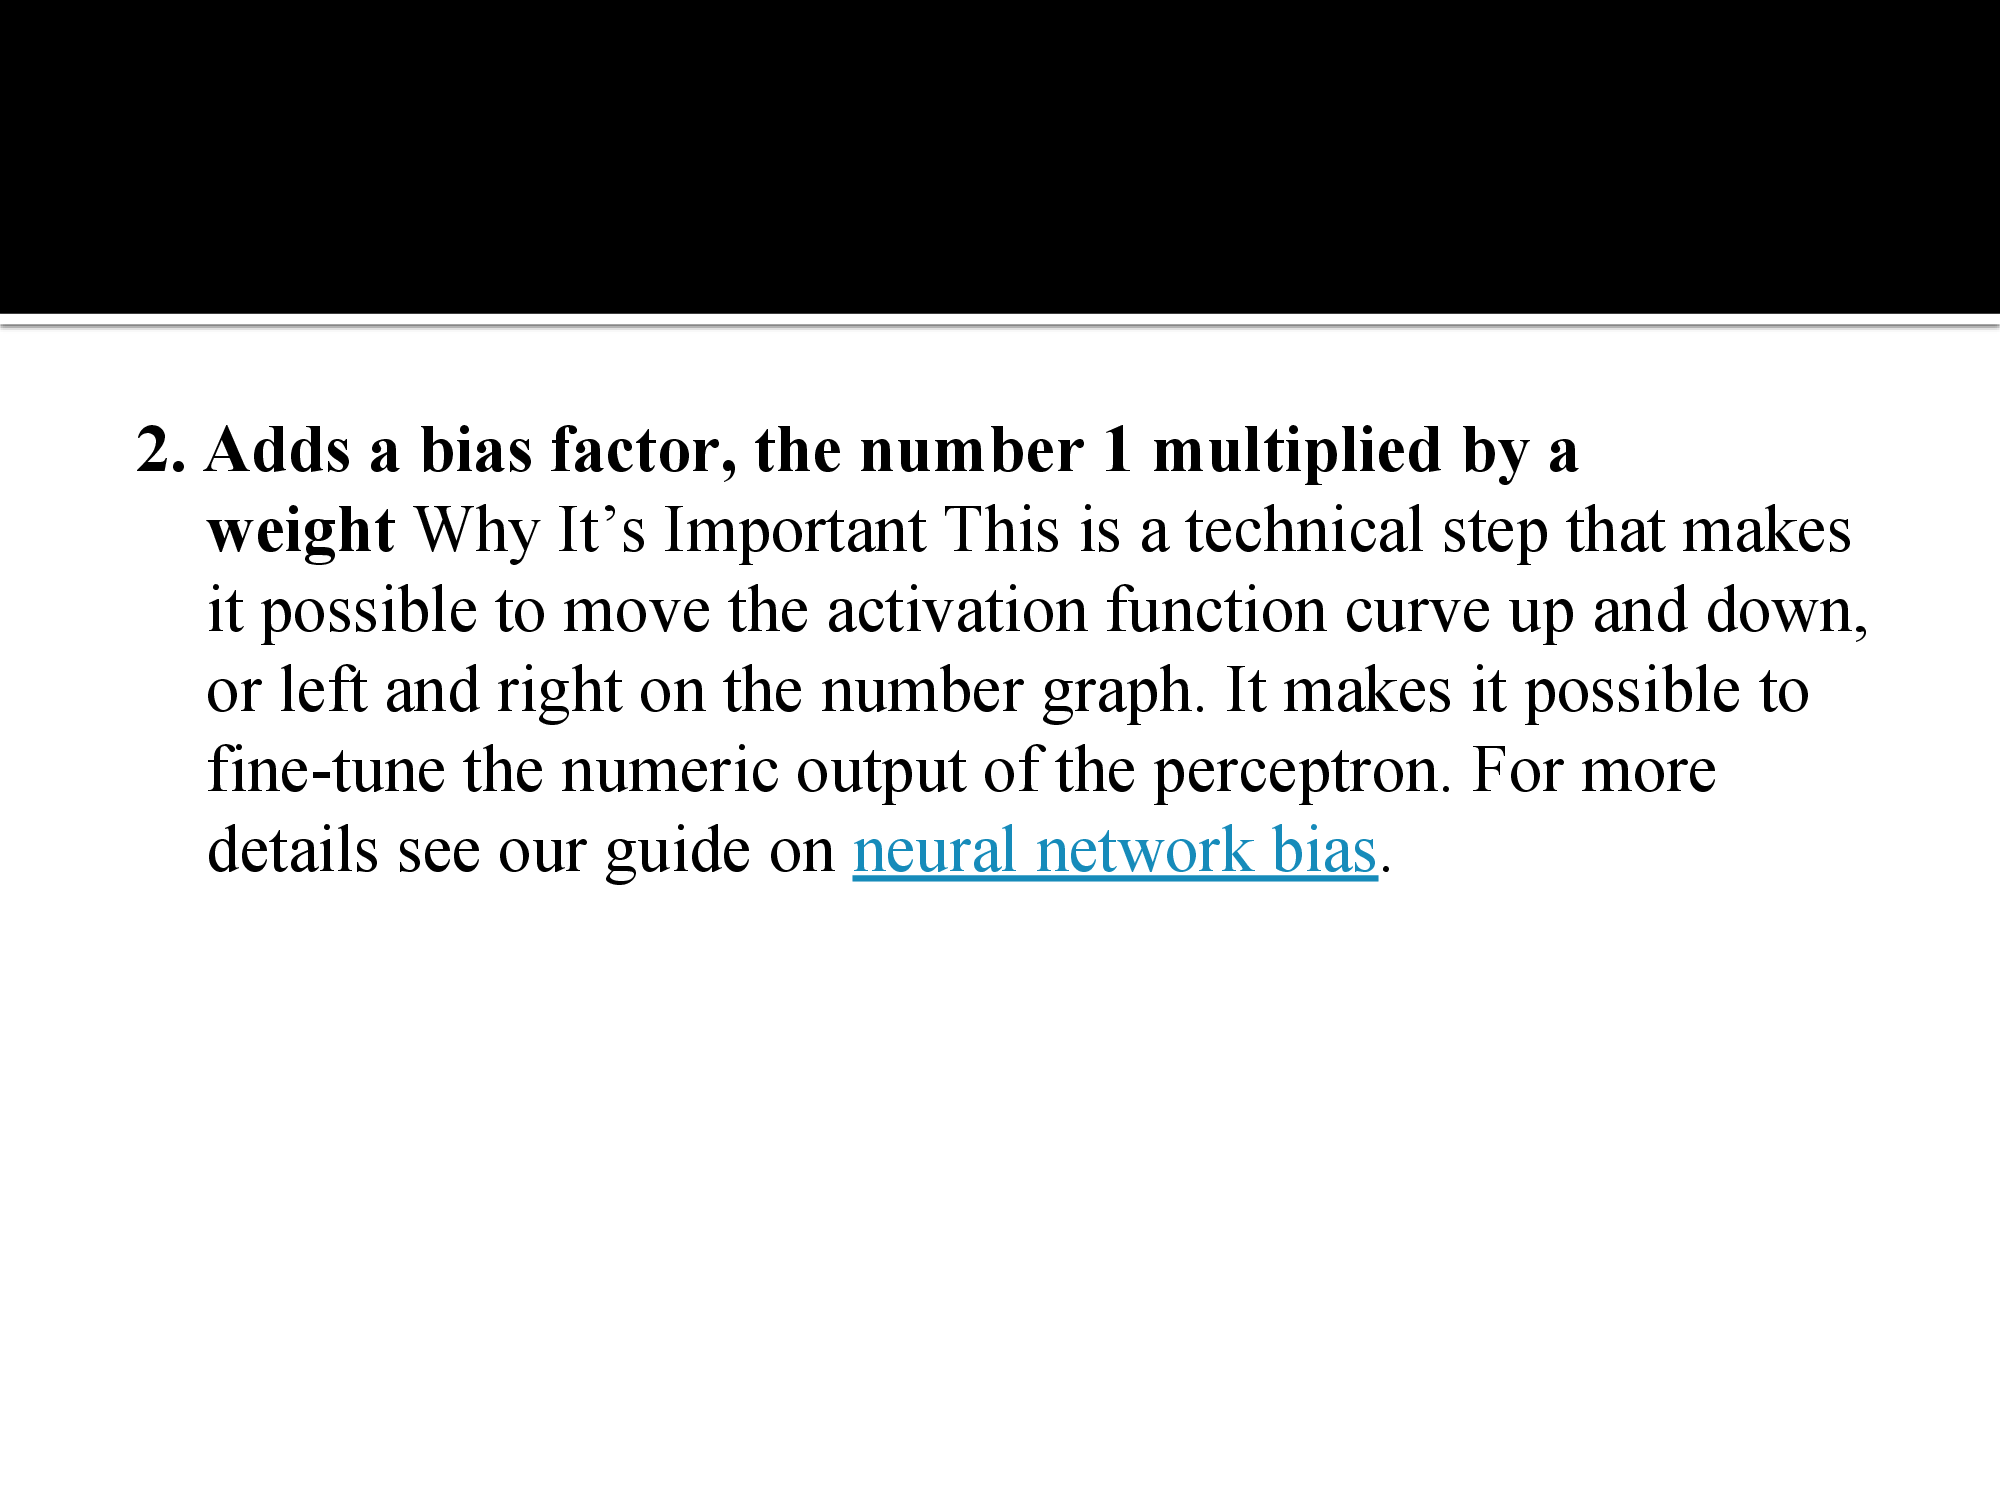 2. Adds a bias factor, the number 1 multiplied by a
weight Why It’s Important This is a technical step that makes
it possible to move the activation function curve up and down,
or left and right on the number graph. It makes it possible to
fine-tune the numeric output of the perceptron. For more
details see our guide on neural network bias.